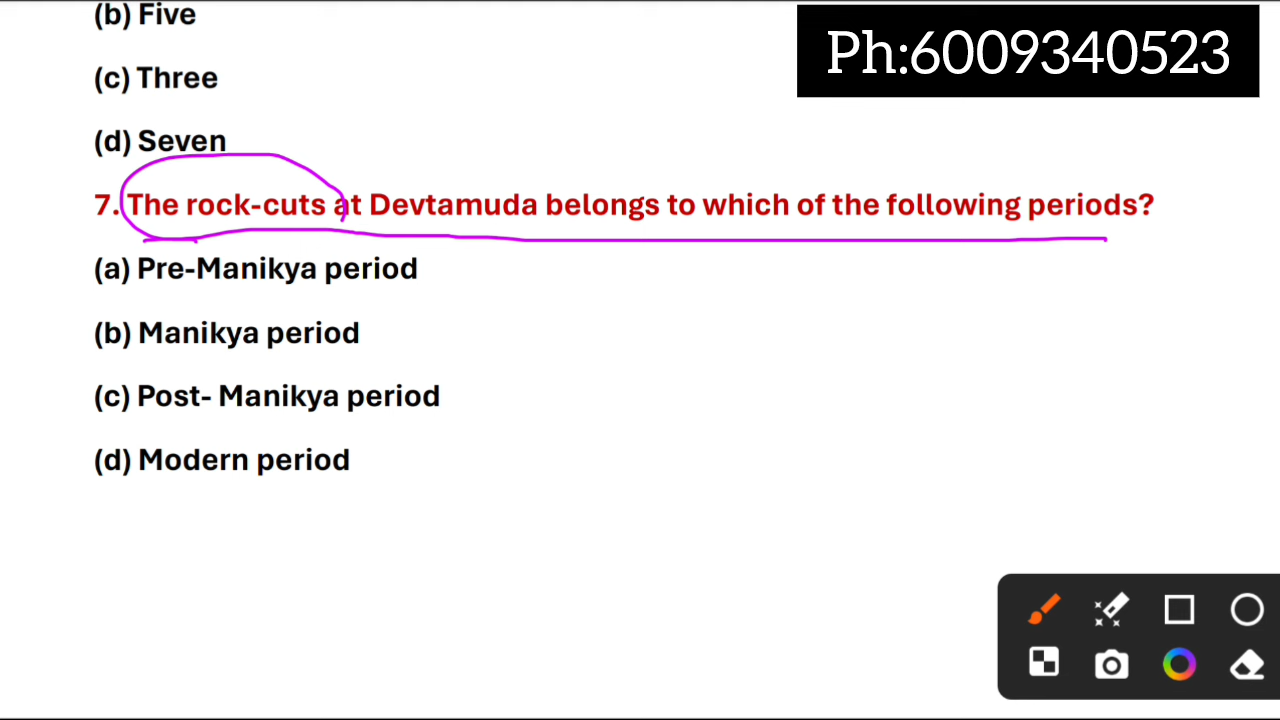 (b) Five
Ph:6009340523
(c) Three
(d) Seven
7. The rock-cuts at Devtamuda belongs to which of the following periods?
(a) Pre-Manikya period
(b) Manikya period
(c) Post- Manikya period
(d) Modern period